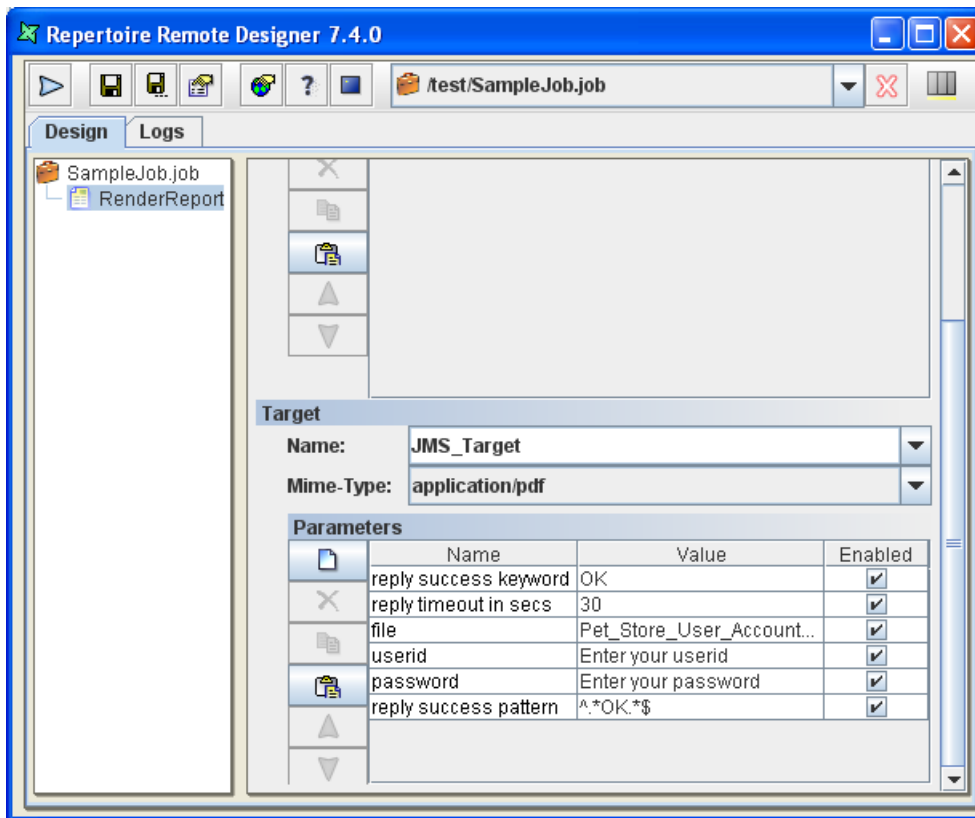 Repertoire Remote Designer 7.4.0
/test/SampleJob.job
Design Logs
SampleJob.job
RenderReport
Target
Name: JMS_Target
Mime-Type: application/pdf
Parameters
Name Value Enabled
reply success keyword OK
reply timeout in secs 30
file Pet_Store_User_Account...
userid Enter your userid
password Enter your password
reply success pattern ^.*OK.*$